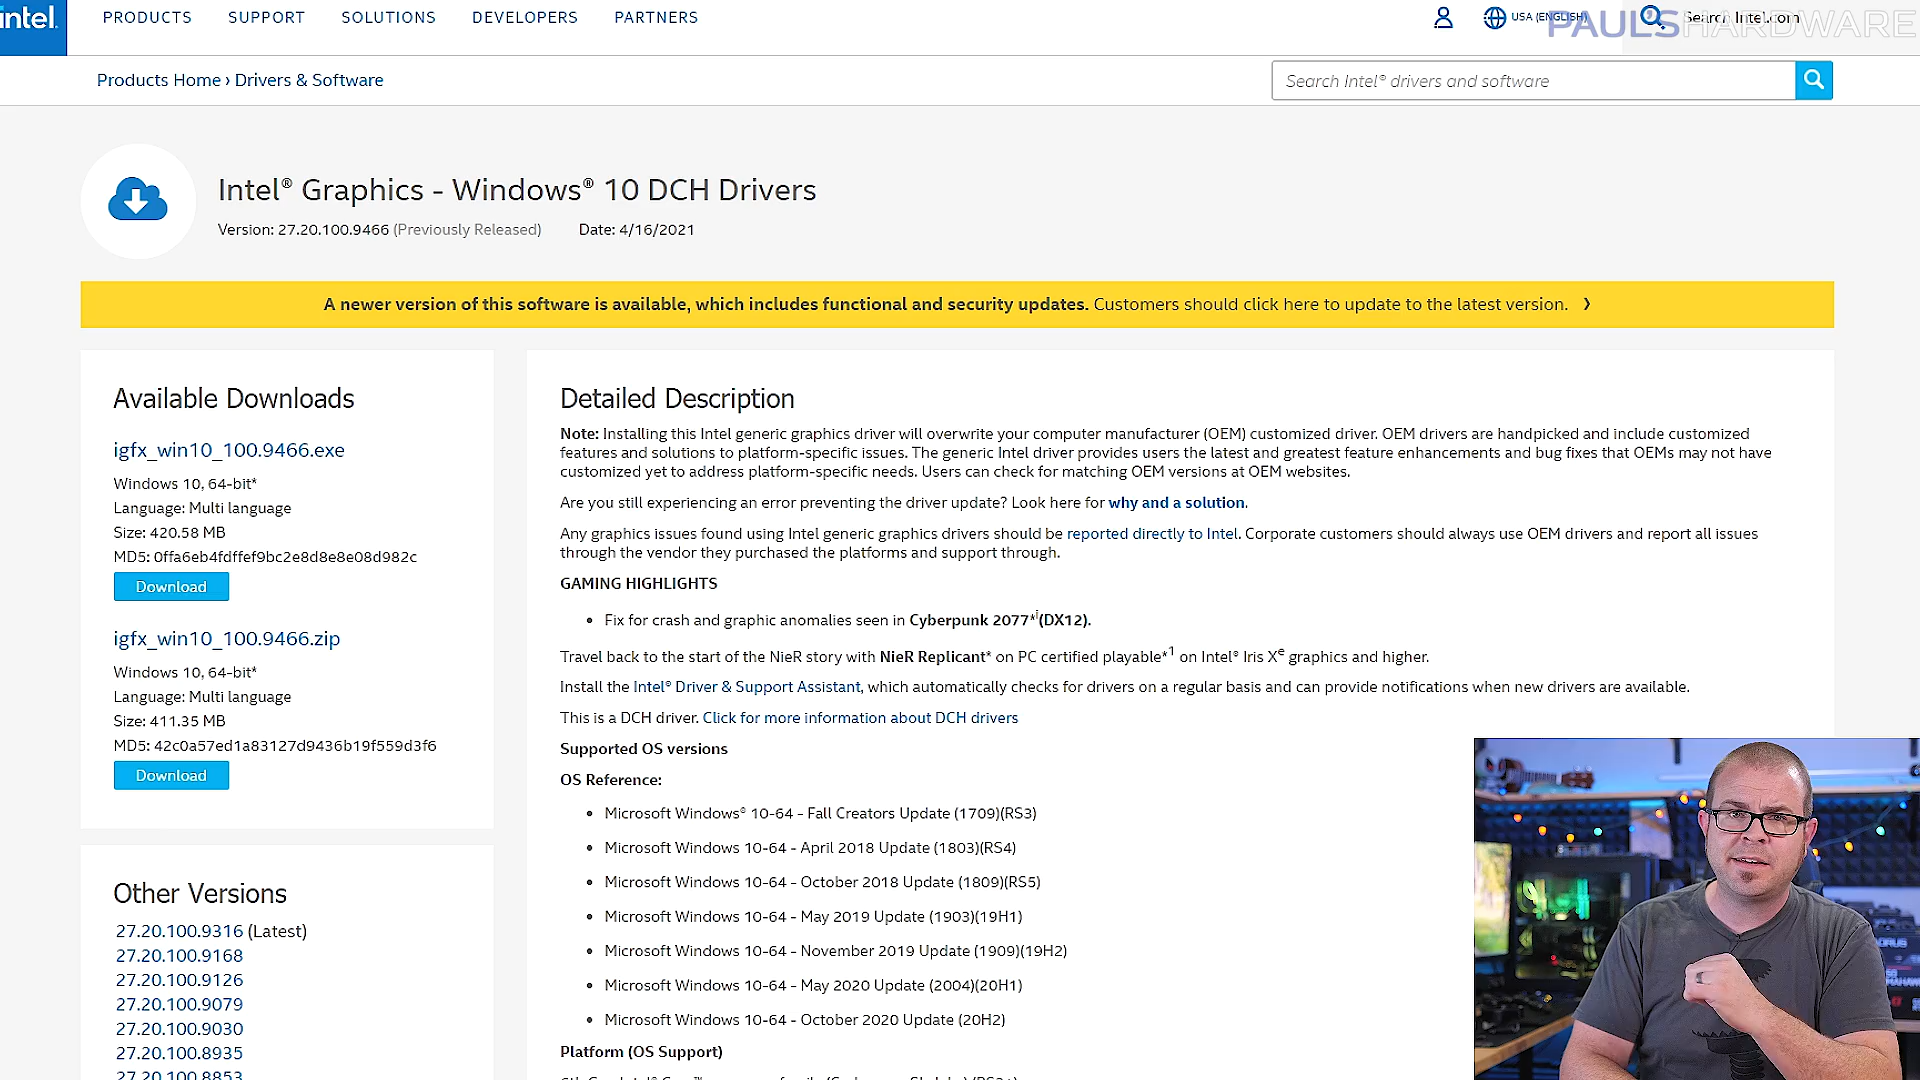 intel.
PRODUCTS SUPPORT SOLUTIONS DEVELOPERS PARTNERS
USA (ENGLISH)
Search Intel.com
PAUL'SHARDWARE
Products Home › Drivers & Software
Search Intel® drivers and software
Intel® Graphics - Windows® 10 DCH Drivers
Version: 27.20.100.9466 (Previously Released) Date: 4/16/2021
A newer version of this software is available, which includes functional and security updates. Customers should click here to update to the latest version. ›
Available Downloads
igfx_win10_100.9466.exe
Windows 10, 64-bit*
Language: Multi language
Size: 420.58 MB
MD5: 0ffa6eb4fdffef9bc2e8d8e8e08d982c
Download
igfx_win10_100.9466.zip
Windows 10, 64-bit*
Language: Multi language
Size: 411.35 MB
MD5: 42c0a57ed1a83127d9436b19f559d3f6
Download
Other Versions
27.20.100.9316 (Latest)
27.20.100.9168
27.20.100.9126
27.20.100.9079
27.20.100.9030
27.20.100.8935
27.20.100.8853
Detailed Description
Note: Installing this Intel generic graphics driver will overwrite your computer manufacturer (OEM) customized driver. OEM drivers are handpicked and include customized
features and solutions to platform-specific issues. The generic Intel driver provides users the latest and greatest feature enhancements and bug fixes that OEMs may not have
customized yet to address platform-specific needs. Users can check for matching OEM versions at OEM websites.
Are you still experiencing an error preventing the driver update? Look here for why and a solution.
Any graphics issues found using Intel generic graphics drivers should be reported directly to Intel. Corporate customers should always use OEM drivers and report all issues
through the vendor they purchased the platforms and support through.
GAMING HIGHLIGHTS
• Fix for crash and graphic anomalies seen in Cyberpunk 2077*ⁱ(DX12).
Travel back to the start of the NieR story with NieR Replicant* on PC certified playable*¹ on Intel® Iris Xᵉ graphics and higher.
Install the Intel® Driver & Support Assistant, which automatically checks for drivers on a regular basis and can provide notifications when new drivers are available.
This is a DCH driver. Click for more information about DCH drivers
Supported OS versions
OS Reference:
• Microsoft Windows® 10-64 - Fall Creators Update (1709)(RS3)
• Microsoft Windows 10-64 - April 2018 Update (1803)(RS4)
• Microsoft Windows 10-64 - October 2018 Update (1809)(RS5)
• Microsoft Windows 10-64 - May 2019 Update (1903)(19H1)
• Microsoft Windows 10-64 - November 2019 Update (1909)(19H2)
• Microsoft Windows 10-64 - May 2020 Update (2004)(20H1)
• Microsoft Windows 10-64 - October 2020 Update (20H2)
Platform (OS Support)